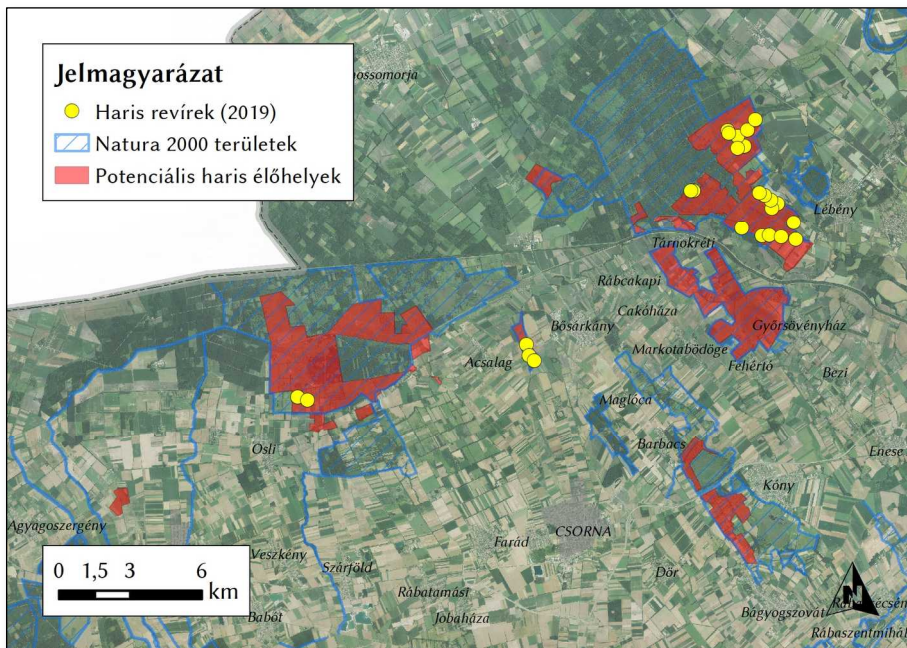 Jelmagyarázat
Haris revírek (2019)
Natura 2000 területek
Potenciális haris élőhelyek
Lébény
Tárnokréti
Rábcakapi
Cakóháza
Bősárkány
Győrsövényház
Acsalag
Markotabödöge
Fehértó
Bezi
Maglóca
Barbacs
Osli
Enese
Kóny
Agyagoszergény
CSORNA
Farád
Veszkény
Szárföld
Dör
Rábatamási
Babót
Jobaháza
Bágyogszovát
0 1,5 3 6
km
N